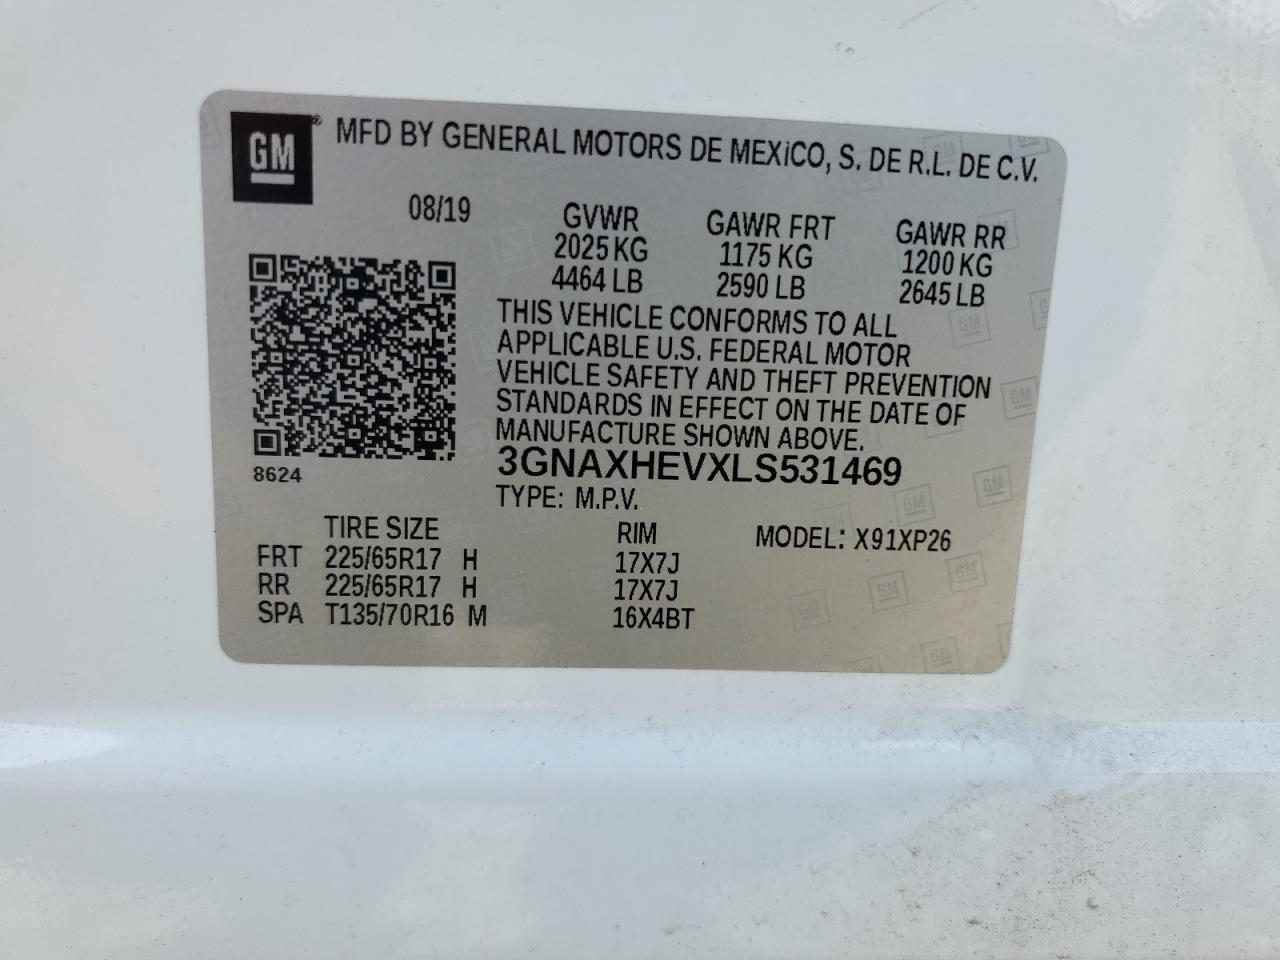 GM ® MFD BY GENERAL MOTORS DE MEXiCO, S. DE R.L. DE C.V.
08/19 GVWR GAWR FRT GAWR RR
2025 KG 1175 KG 1200 KG
4464 LB 2590 LB 2645 LB
THIS VEHICLE CONFORMS TO ALL
APPLICABLE U.S. FEDERAL MOTOR
VEHICLE SAFETY AND THEFT PREVENTION
STANDARDS IN EFFECT ON THE DATE OF
MANUFACTURE SHOWN ABOVE.
8624 3GNAXHEVXLS531469
TYPE: M.P.V.
TIRE SIZE RIM MODEL: X91XP26
FRT 225/65R17 H 17X7J
RR 225/65R17 H 17X7J
SPA T135/70R16 M 16X4BT